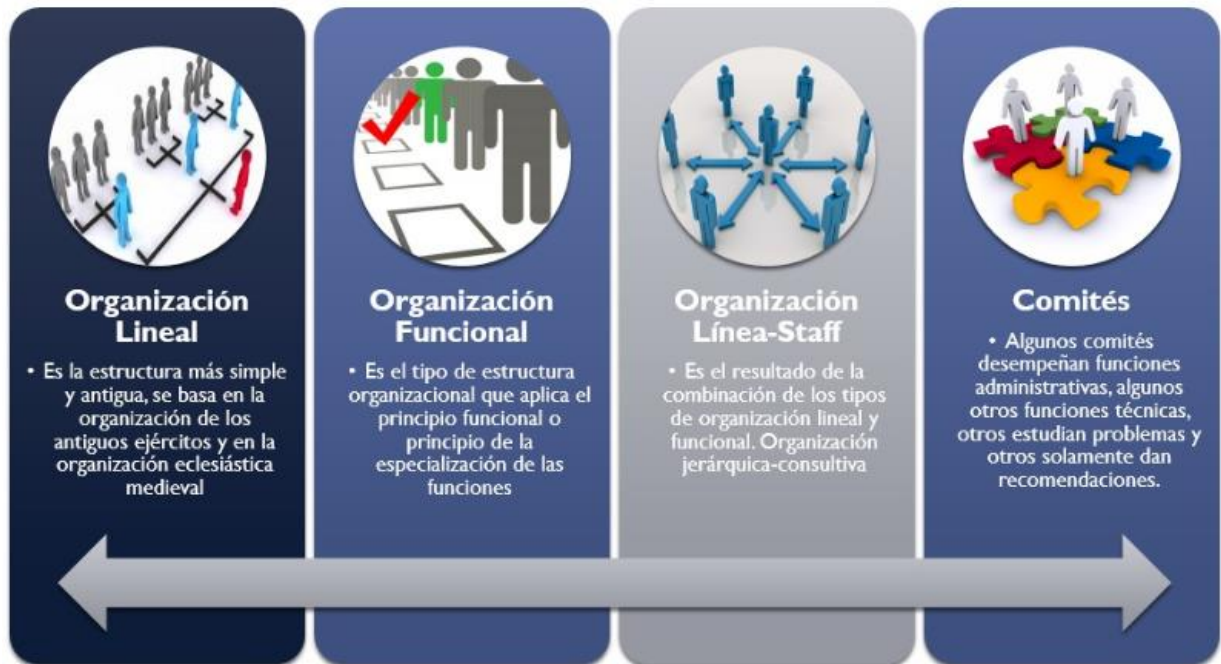 Organización
Lineal
• Es la estructura más simple
y antigua, se basa en la
organización de los
antiguos ejércitos y en la
organización eclesiástica
medieval
Organización
Funcional
• Es el tipo de estructura
organizacional que aplica el
principio funcional o
principio de la
especialización de las
funciones
Organización
Línea-Staff
• Es el resultado de la
combinación de los tipos
de organización lineal y
funcional. Organización
jerárquica-consultiva
Comités
• Algunos comités
desempeñan funciones
administrativas, algunos
otros funciones técnicas,
otros estudian problemas y
otros solamente dan
recomendaciones.